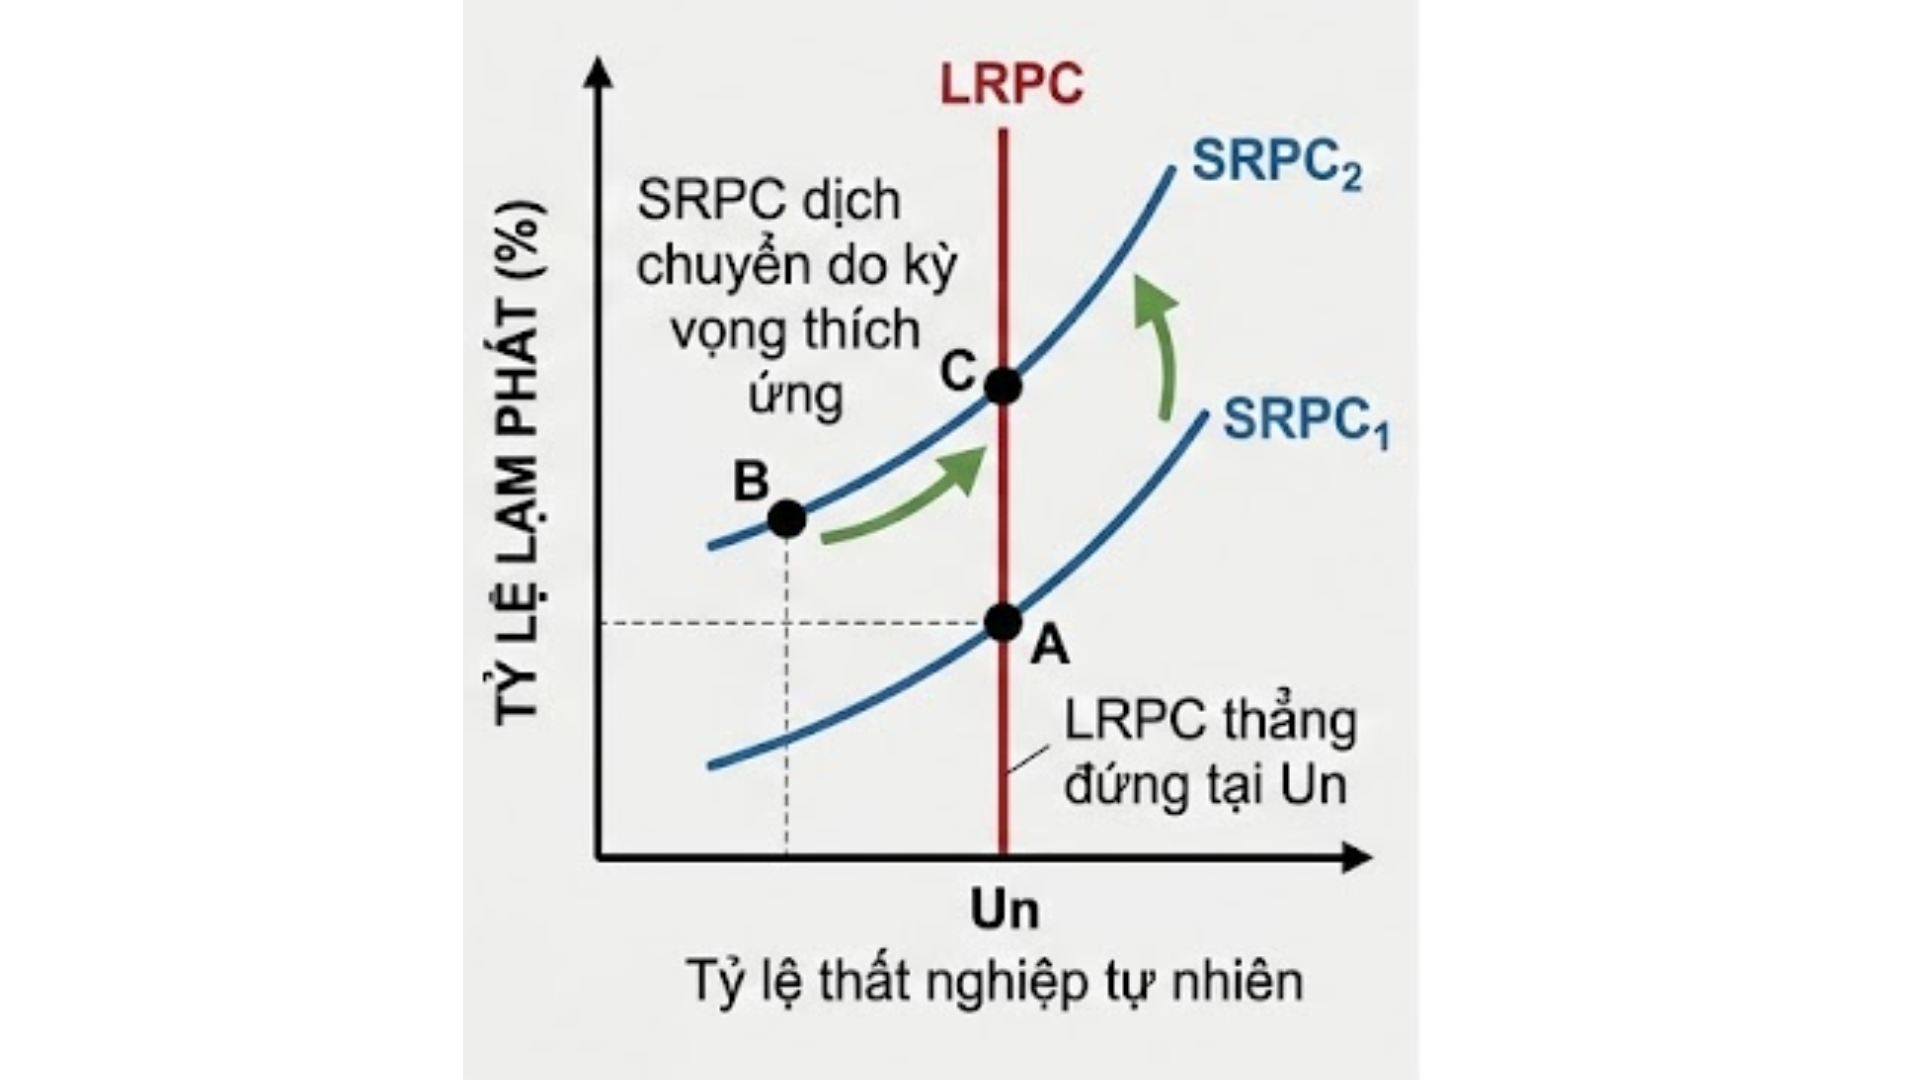 LRPC
SRPC₂
SRPC dịch
chuyển do kỳ
vọng thích
ứng
C
SRPC₁
B
A
TỶ LỆ LẠM PHÁT (%)
LRPC thẳng
đứng tại Un
Un
Tỷ lệ thất nghiệp tự nhiên